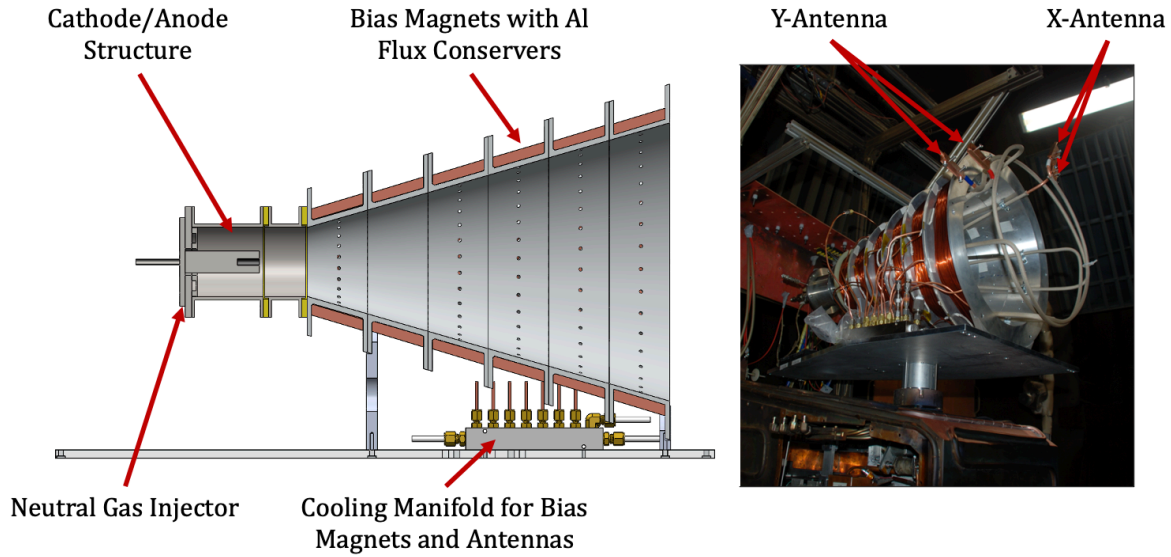 Cathode/Anode
Structure
Bias Magnets with Al
Flux Conservers
Y-Antenna
X-Antenna
Neutral Gas Injector
Cooling Manifold for Bias
Magnets and Antennas